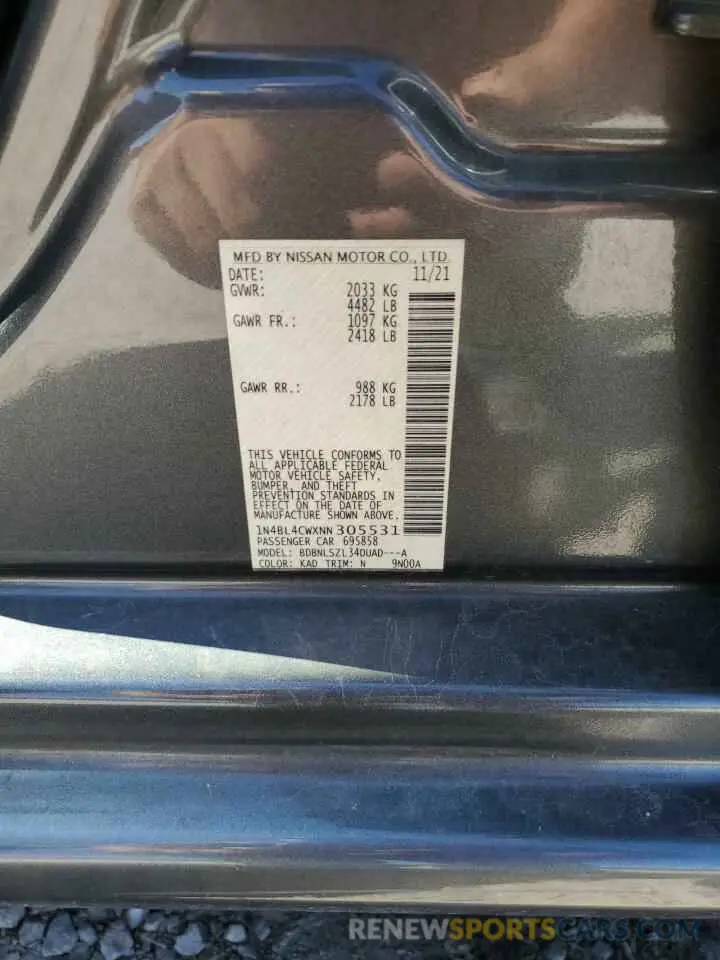 MFD BY NISSAN MOTOR CO., LTD.
DATE: 11/21
GVWR: 2033 KG
4482 LB
GAWR FR.: 1097 KG
2418 LB
GAWR RR.: 988 KG
2178 LB
THIS VEHICLE CONFORMS TO
ALL APPLICABLE FEDERAL
MOTOR VEHICLE SAFETY,
BUMPER, AND THEFT
PREVENTION STANDARDS IN
EFFECT ON THE DATE OF
MANUFACTURE SHOWN ABOVE.
1N4BL4CWXNN305531
PASSENGER CAR 695858
MODEL: BDBNLSZL34DUAD---A
COLOR: KAD TRIM: N 9N00A
RENEWSPORTSCARS.COM